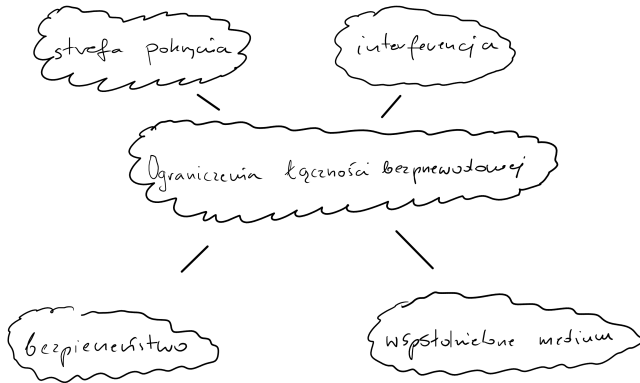 strefa pokrycia
interferencja
Ograniczenia łączności bezprzewodowej
bezpieczeństwo
współdzielone medium